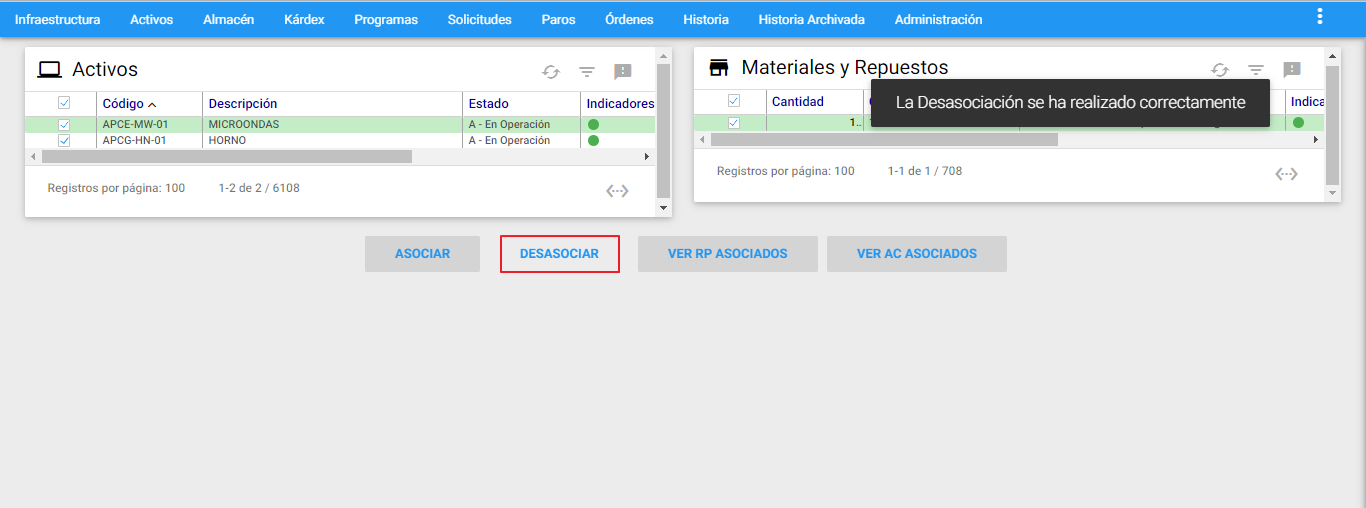 Infraestructura Activos Almacén Kárdex Programas Solicitudes Paros Órdenes Historia Historia Archivada Administración
Activos
Código Descripción Estado Indicadores
APCE-MW-01 MICROONDAS A - En Operación
APCG-HN-01 HORNO A - En Operación
Registros por página: 100 1-2 de 2 / 6108
Materiales y Repuestos
La Desasociación se ha realizado correctamente
Cantidad Indica
1..
Registros por página: 100 1-1 de 1 / 708
ASOCIAR DESASOCIAR VER RP ASOCIADOS VER AC ASOCIADOS